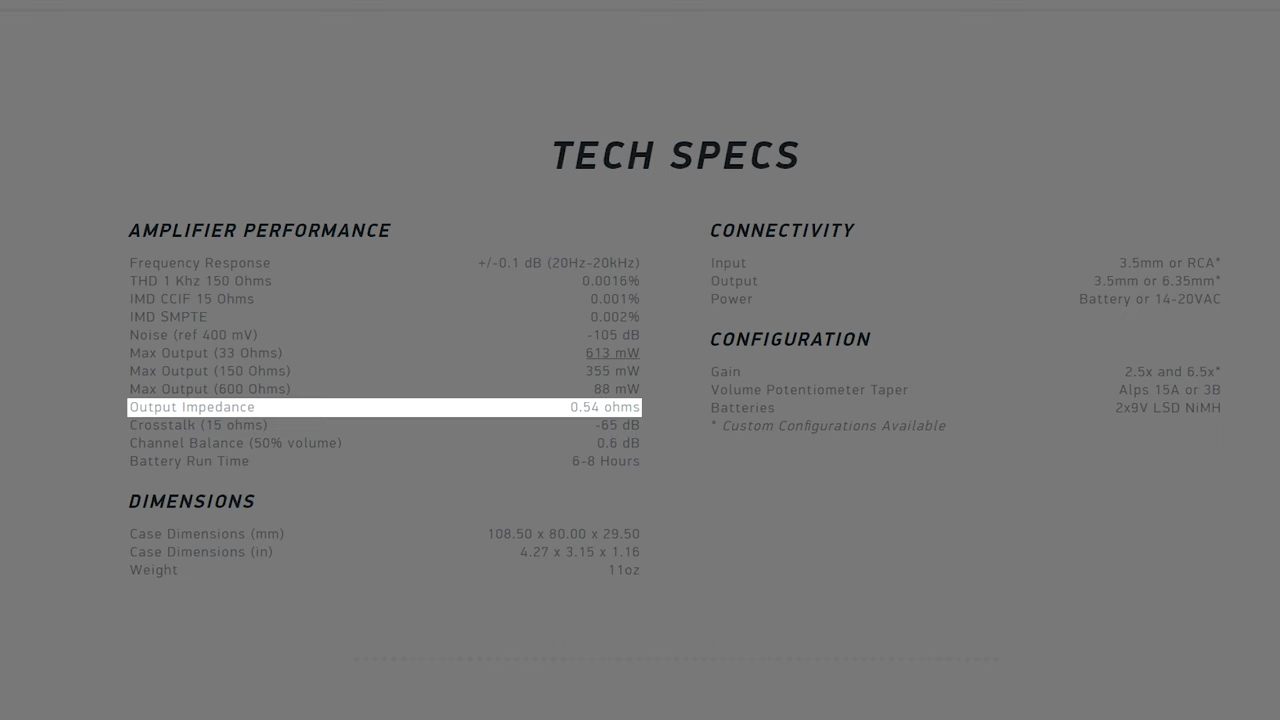 TECH SPECS
AMPLIFIER PERFORMANCE
Frequency Response +/-0.1 dB (20Hz-20kHz)
THD 1 Khz 150 Ohms 0.0016%
IMD CCIF 15 Ohms 0.001%
IMD SMPTE 0.002%
Noise (ref 400 mV) -105 dB
Max Output (33 Ohms) 613 mW
Max Output (150 Ohms) 355 mW
Max Output (600 Ohms) 88 mW
Output Impedance 0.54 ohms
Crosstalk (15 ohms) -65 dB
Channel Balance (50% volume) 0.6 dB
Battery Run Time 6-8 Hours
DIMENSIONS
Case Dimensions (mm) 108.50 x 80.00 x 29.50
Case Dimensions (in) 4.27 x 3.15 x 1.16
Weight 11oz
CONNECTIVITY
Input 3.5mm or RCA*
Output 3.5mm or 6.35mm*
Power Battery or 14-20VAC
CONFIGURATION
Gain 2.5x and 6.5x*
Volume Potentiometer Taper Alps 15A or 3B
Batteries 2x9V LSD NiMH
* Custom Configurations Available